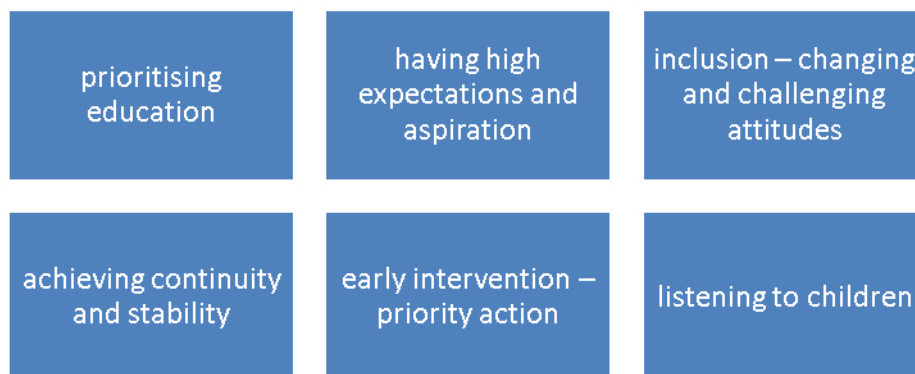 prioritising
education
having high
expectations and
aspiration
inclusion – changing
and challenging
attitudes
achieving continuity
and stability
early intervention –
priority action
listening to children